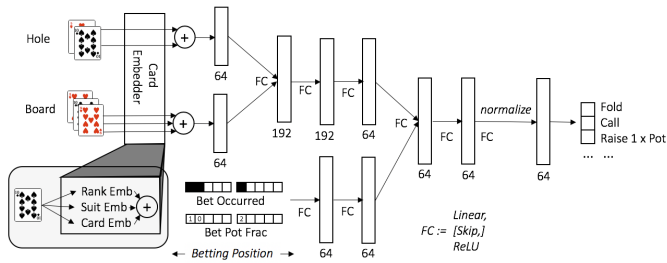 Hole
Board
Card
Embedder
64
64
FC
192
FC
192
FC
64
Rank Emb
Suit Emb
Card Emb
Bet Occurred
1 0
2
Bet Pot Frac
Betting Position
FC
64
FC
64
FC
64
FC
64
normalize
FC
64
Fold
Call
Raise 1 x Pot
... ...
Linear,
FC := [Skip,]
ReLU